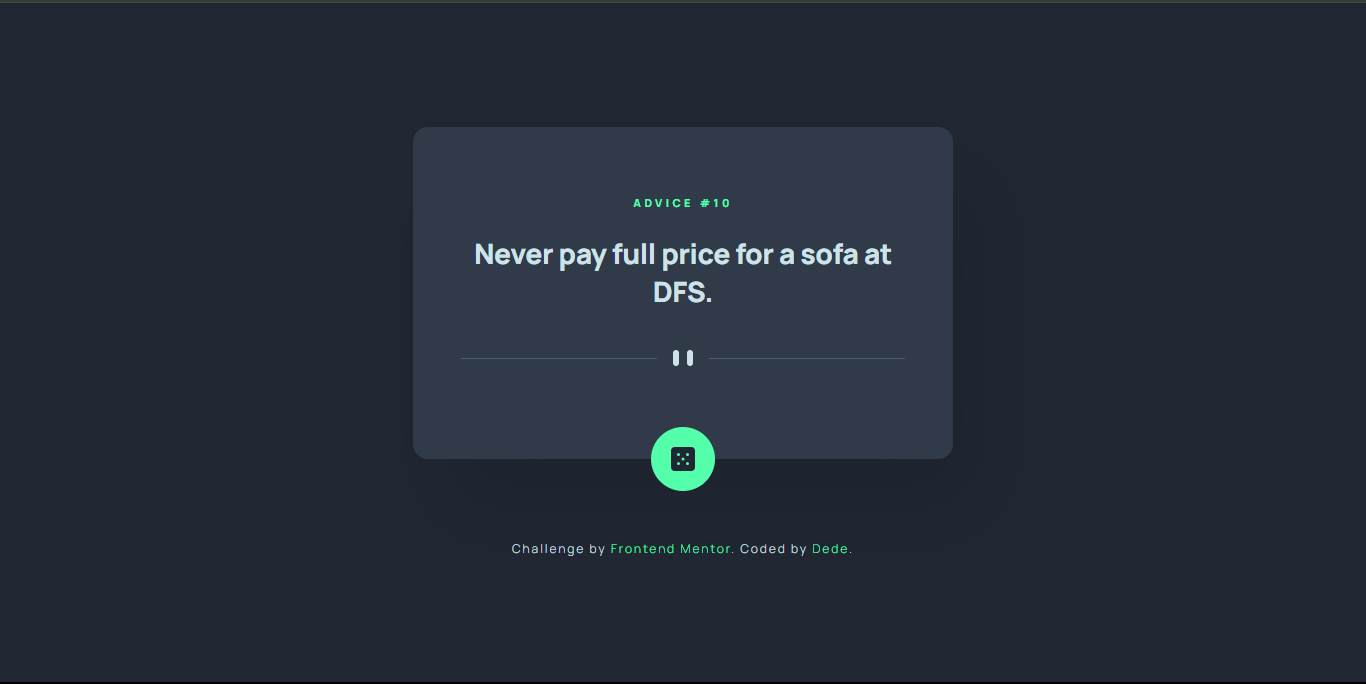 ADVICE #10
Never pay full price for a sofa at
DFS.
Challenge by Frontend Mentor. Coded by Dede.